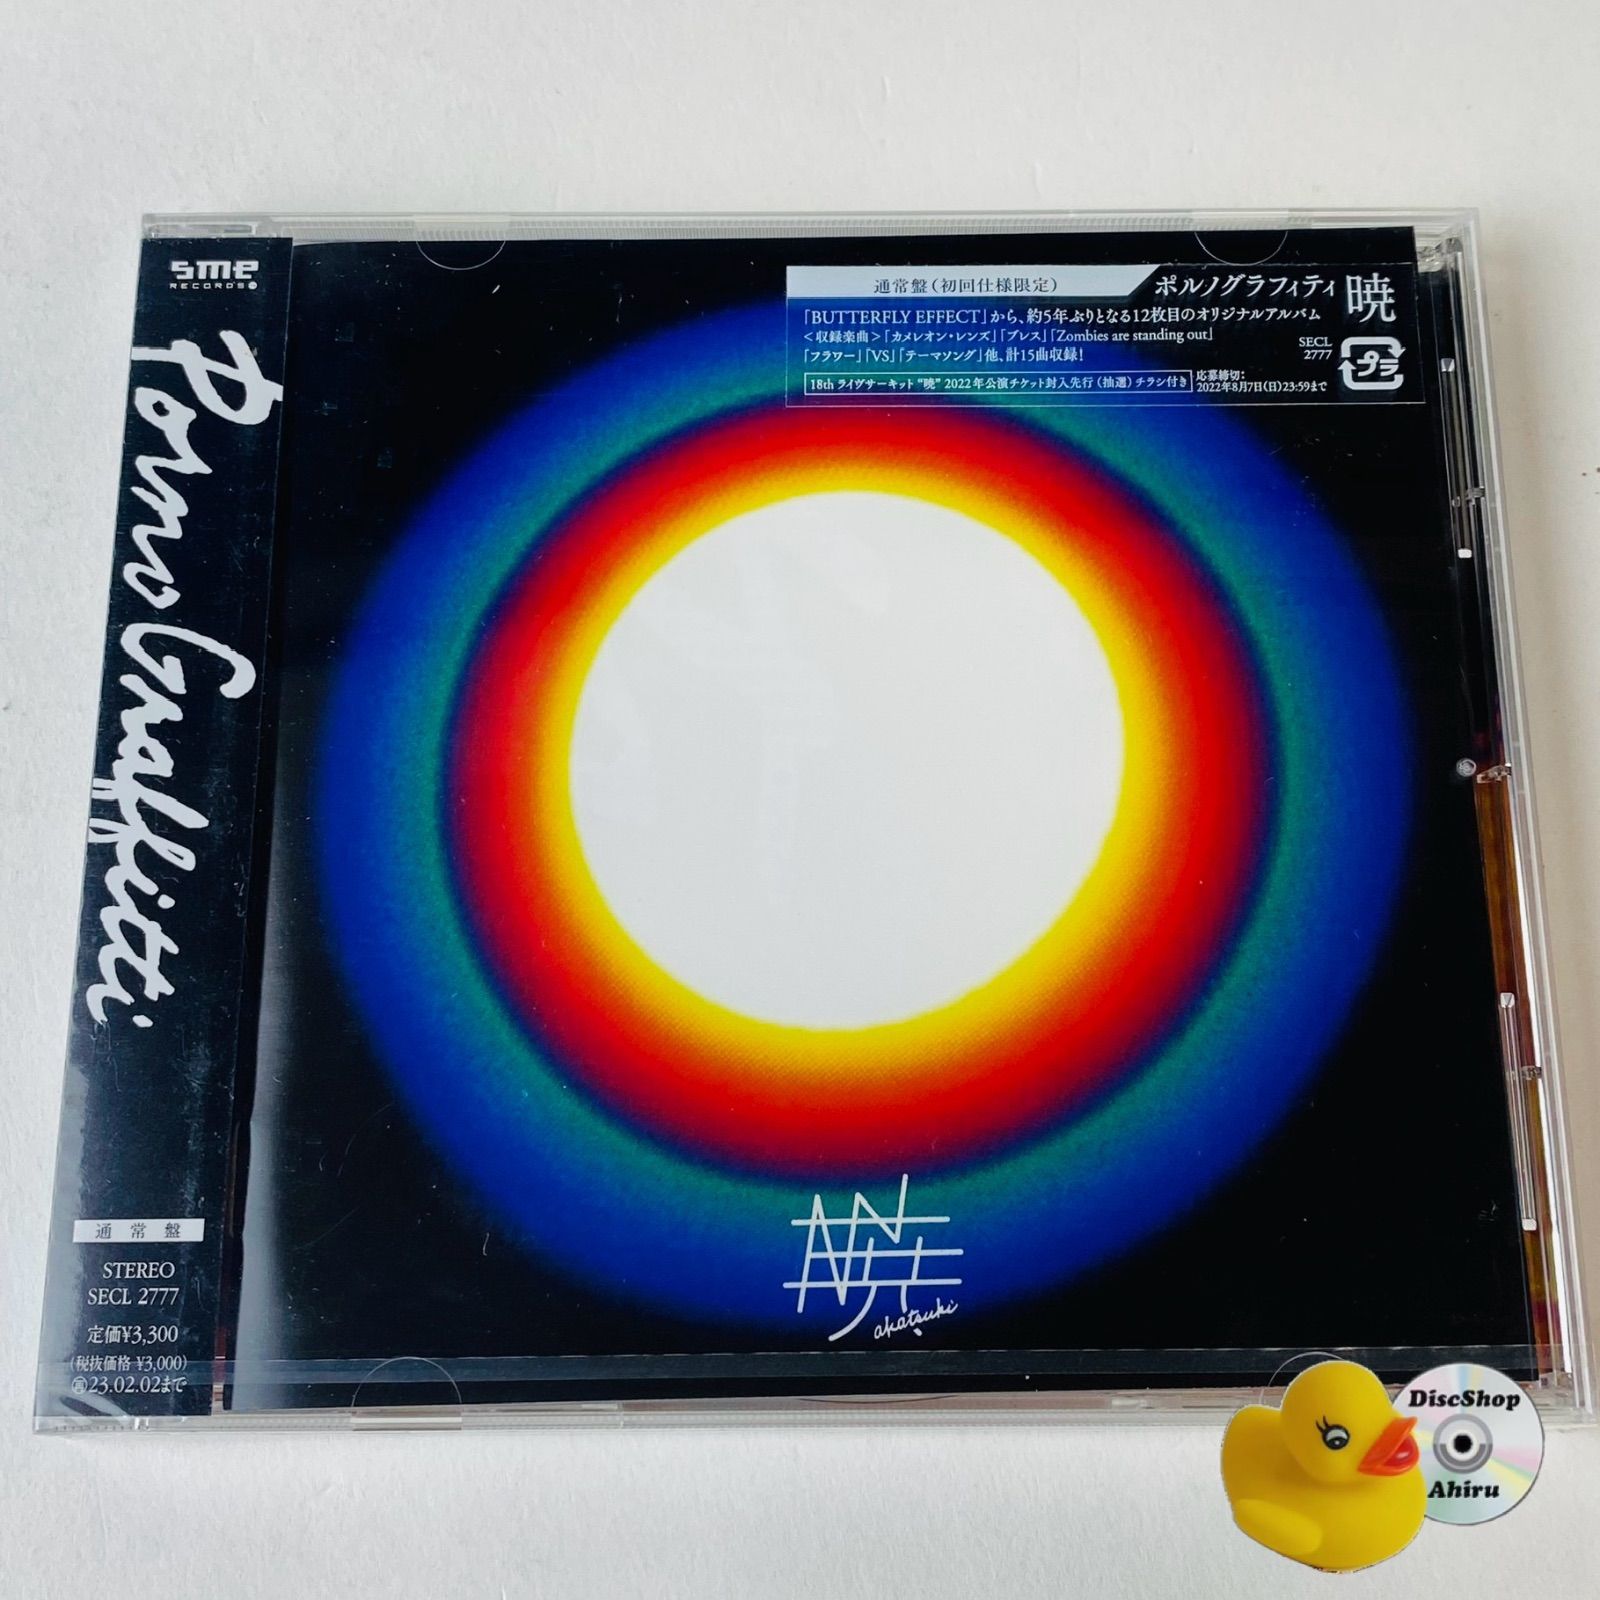 sme
RECORDS
Porno Graffitti
通常盤
STEREO
SECL 2777
定価¥3,300
(税抜価格 ¥3,000)
23.02.02まで
通常盤(初回仕様限定)
ポルノグラフィティ 暁
「BUTTERFLY EFFECT」から、約5年ぶりとなる12枚目のオリジナルアルバム
<収録楽曲>「カメレオン・レンズ」「ブレス」「Zombies are standing out」
「フラワー」「VS」「テーマソング」他、計15曲収録!
SECL
2777
プラ
18th ライヴサーキット “暁” 2022年公演チケット封入先行(抽選)チラシ付き
応募締切:
2022年8月7日(日)23:59まで
akatsuki
DiscShop
Ahiru